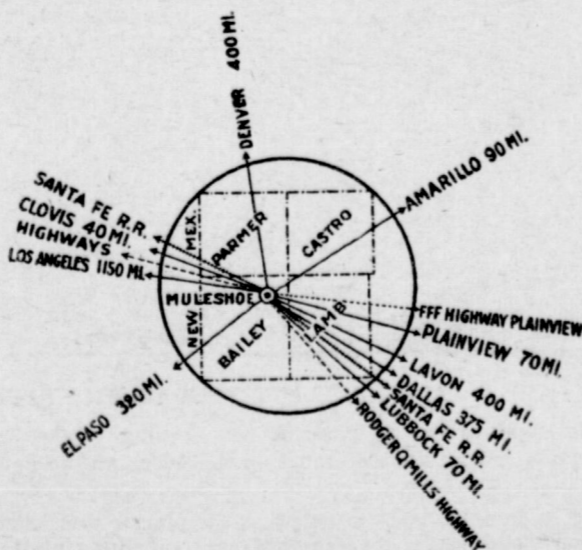 DENVER 400 MI.
AMARILLO 90 MI.
SANTA FE R.R.
CLOVIS 40 MI.
HIGHWAYS
LOS ANGELES 1150 MI.
NEW MEX.
PARMER
CASTRO
MULESHOE
BAILEY
LAMB
FFF HIGHWAY PLAINVIEW
PLAINVIEW 70 MI.
LAVON 400 MI.
DALLAS 375 MI.
SANTA FE R.R.
LUBBOCK 70 MI.
RODGERQMILLS HIGHWAY
EL PASO 320 MI.